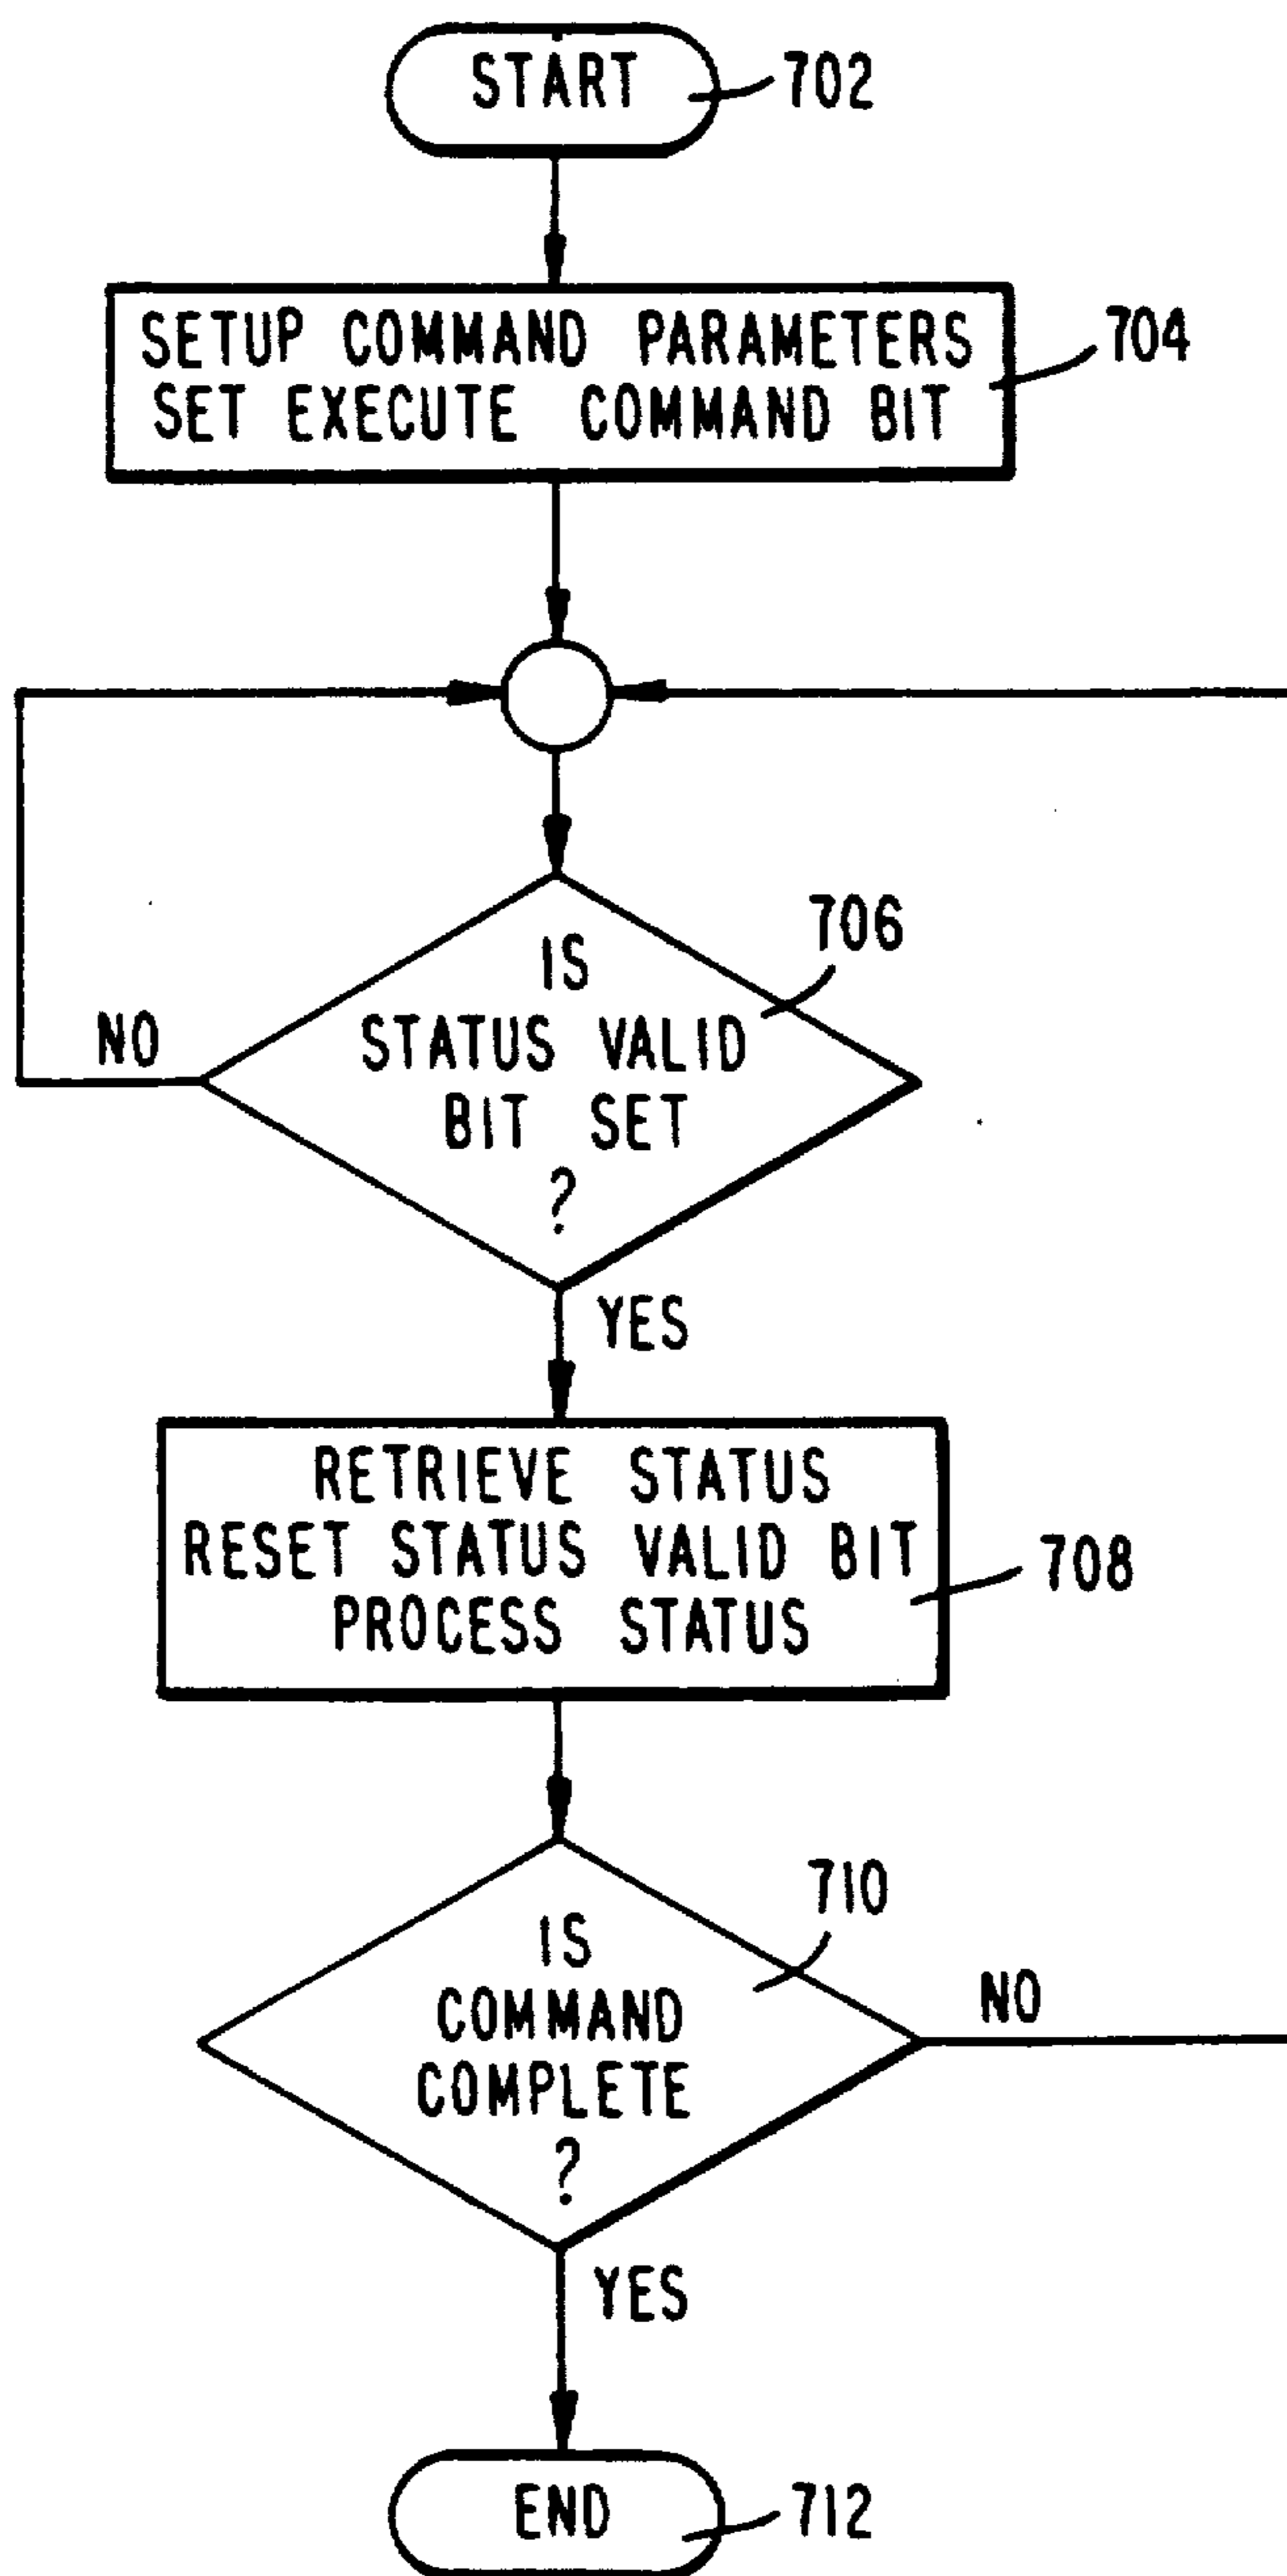 START
702
SETUP COMMAND PARAMETERS
SET EXECUTE COMMAND BIT
704
706
IS
STATUS VALID
BIT SET
?
NO
YES
RETRIEVE STATUS
RESET STATUS VALID BIT
PROCESS STATUS
708
710
IS
COMMAND
COMPLETE
?
NO
YES
END
712